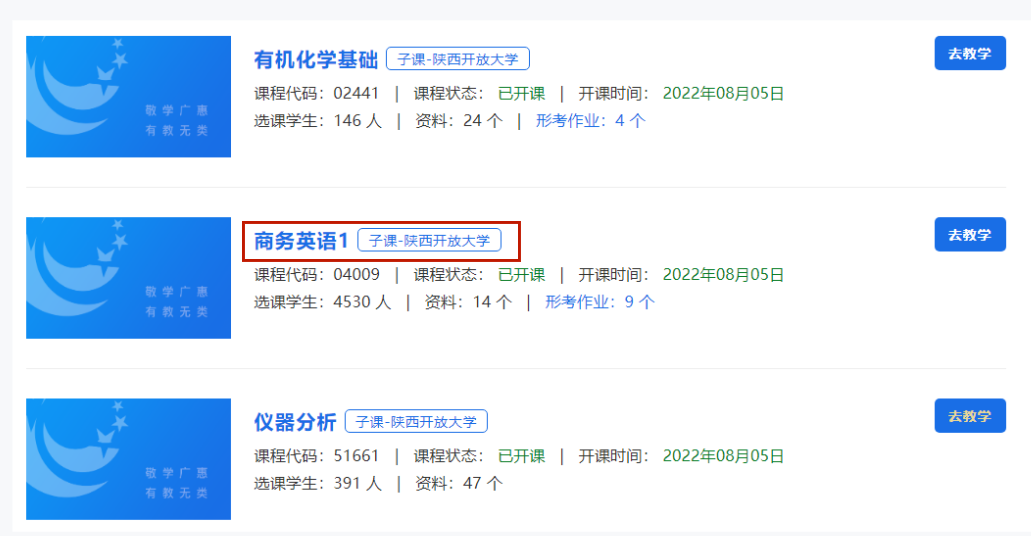 有机化学基础 子课-陕西开放大学 去教学
课程代码：02441 | 课程状态： 已开课 | 开课时间： 2022年08月05日
选课学生：146 人 | 资料：24 个 | 形考作业：4 个
敬学广惠
有教无类
商务英语1 子课-陕西开放大学 去教学
课程代码：04009 | 课程状态： 已开课 | 开课时间： 2022年08月05日
选课学生：4530 人 | 资料：14 个 | 形考作业：9 个
敬学广惠
有教无类
仪器分析 子课-陕西开放大学 去教学
课程代码：51661 | 课程状态： 已开课 | 开课时间： 2022年08月05日
选课学生：391 人 | 资料：47 个
敬学广惠
有教无类